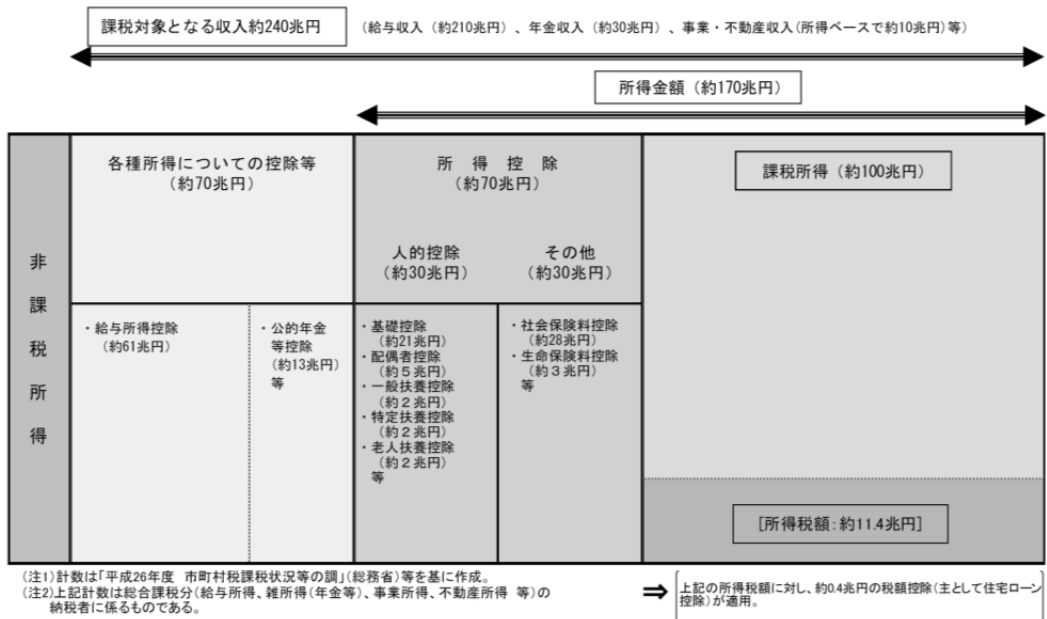 課税対象となる収入約240兆円
（給与収入（約210兆円）、年金収入（約30兆円）、事業・不動産収入（所得ベースで約10兆円）等）
所得金額（約170兆円）
非課税所得
各種所得についての控除等
（約70兆円）
・給与所得控除
（約61兆円）
・公的年金
等控除
（約13兆円）
等
所得控除
（約70兆円）
人的控除
（約30兆円）
・基礎控除
（約21兆円）
・配偶者控除
（約５兆円）
・一般扶養控除
（約２兆円）
・特定扶養控除
（約２兆円）
・老人扶養控除
（約２兆円）
等
その他
（約30兆円）
・社会保険料控除
（約28兆円）
・生命保険料控除
（約３兆円）
等
課税所得（約100兆円）
［所得税額：約11.4兆円］
（注1）計数は「平成26年度 市町村税課税状況等の調」（総務省）等を基に作成。
（注2）上記計数は総合課税分（給与所得、雑所得（年金等）、事業所得、不動産所得 等）の
納税者に係るものである。
⇒
上記の所得税額に対し、約0.4兆円の税額控除（主として住宅ローン
控除）が適用。